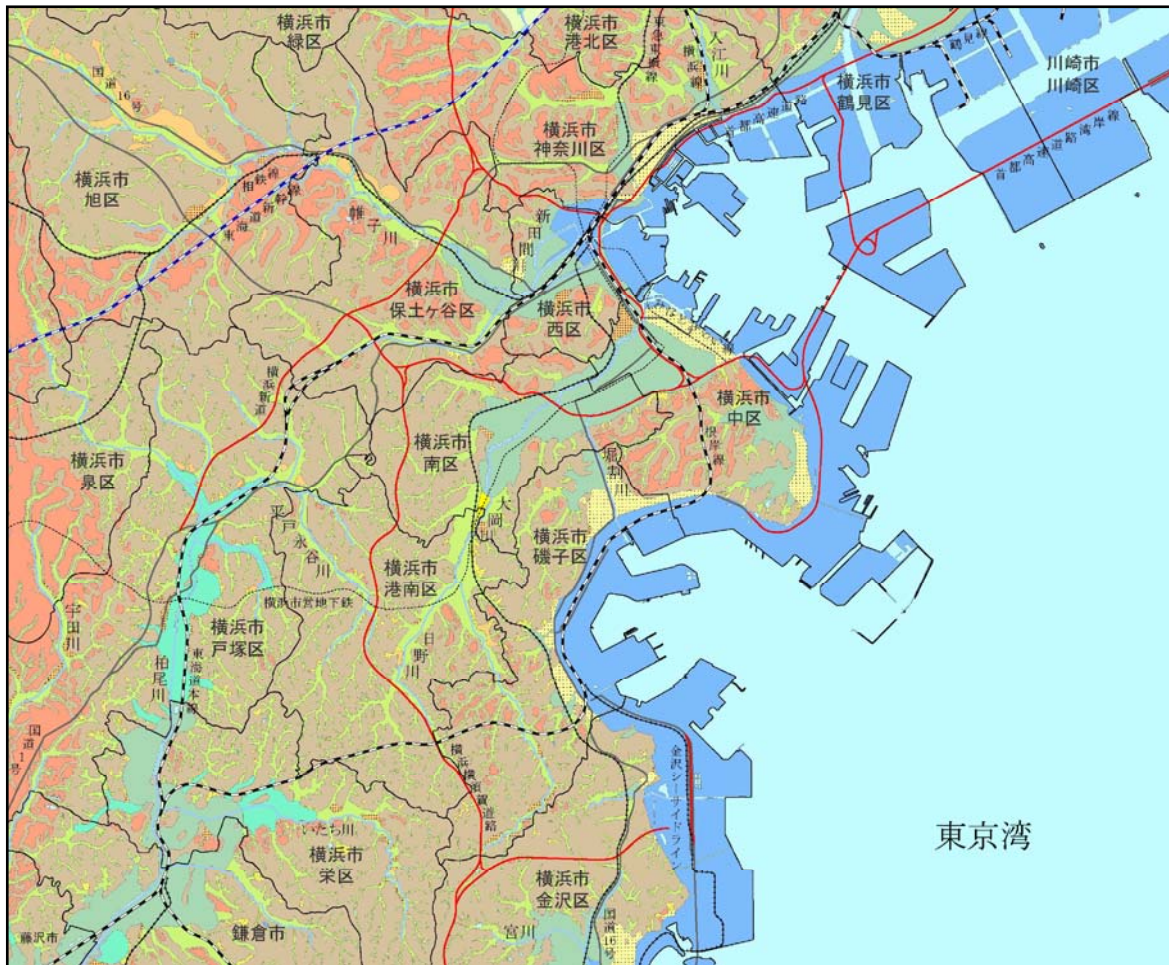 横浜市
緑区
横浜市
港北区
東急東横線
横浜線
入江川
鶴見線
横浜市
鶴見区
川崎市
川崎区
国道16号
首都高速道路
首都高速道路湾岸線
横浜市
神奈川区
横浜市
旭区
相鉄線
東海道新幹線
帷子川
新田間川
横浜市
保土ヶ谷区
横浜市
西区
横浜新道
横浜市
中区
根岸線
横浜市
南区
堀割川
横浜市
泉区
大岡川
平戸永谷川
横浜市
磯子区
横浜市
港南区
横浜市営地下鉄
宇田川
横浜市
戸塚区
日野川
柏尾川
東海道本線
国道1号
横浜横須賀道路
金沢シーサイドライン
東京湾
いたち川
横浜市
栄区
横浜市
金沢区
国道16号
藤沢市
鎌倉市
宮川